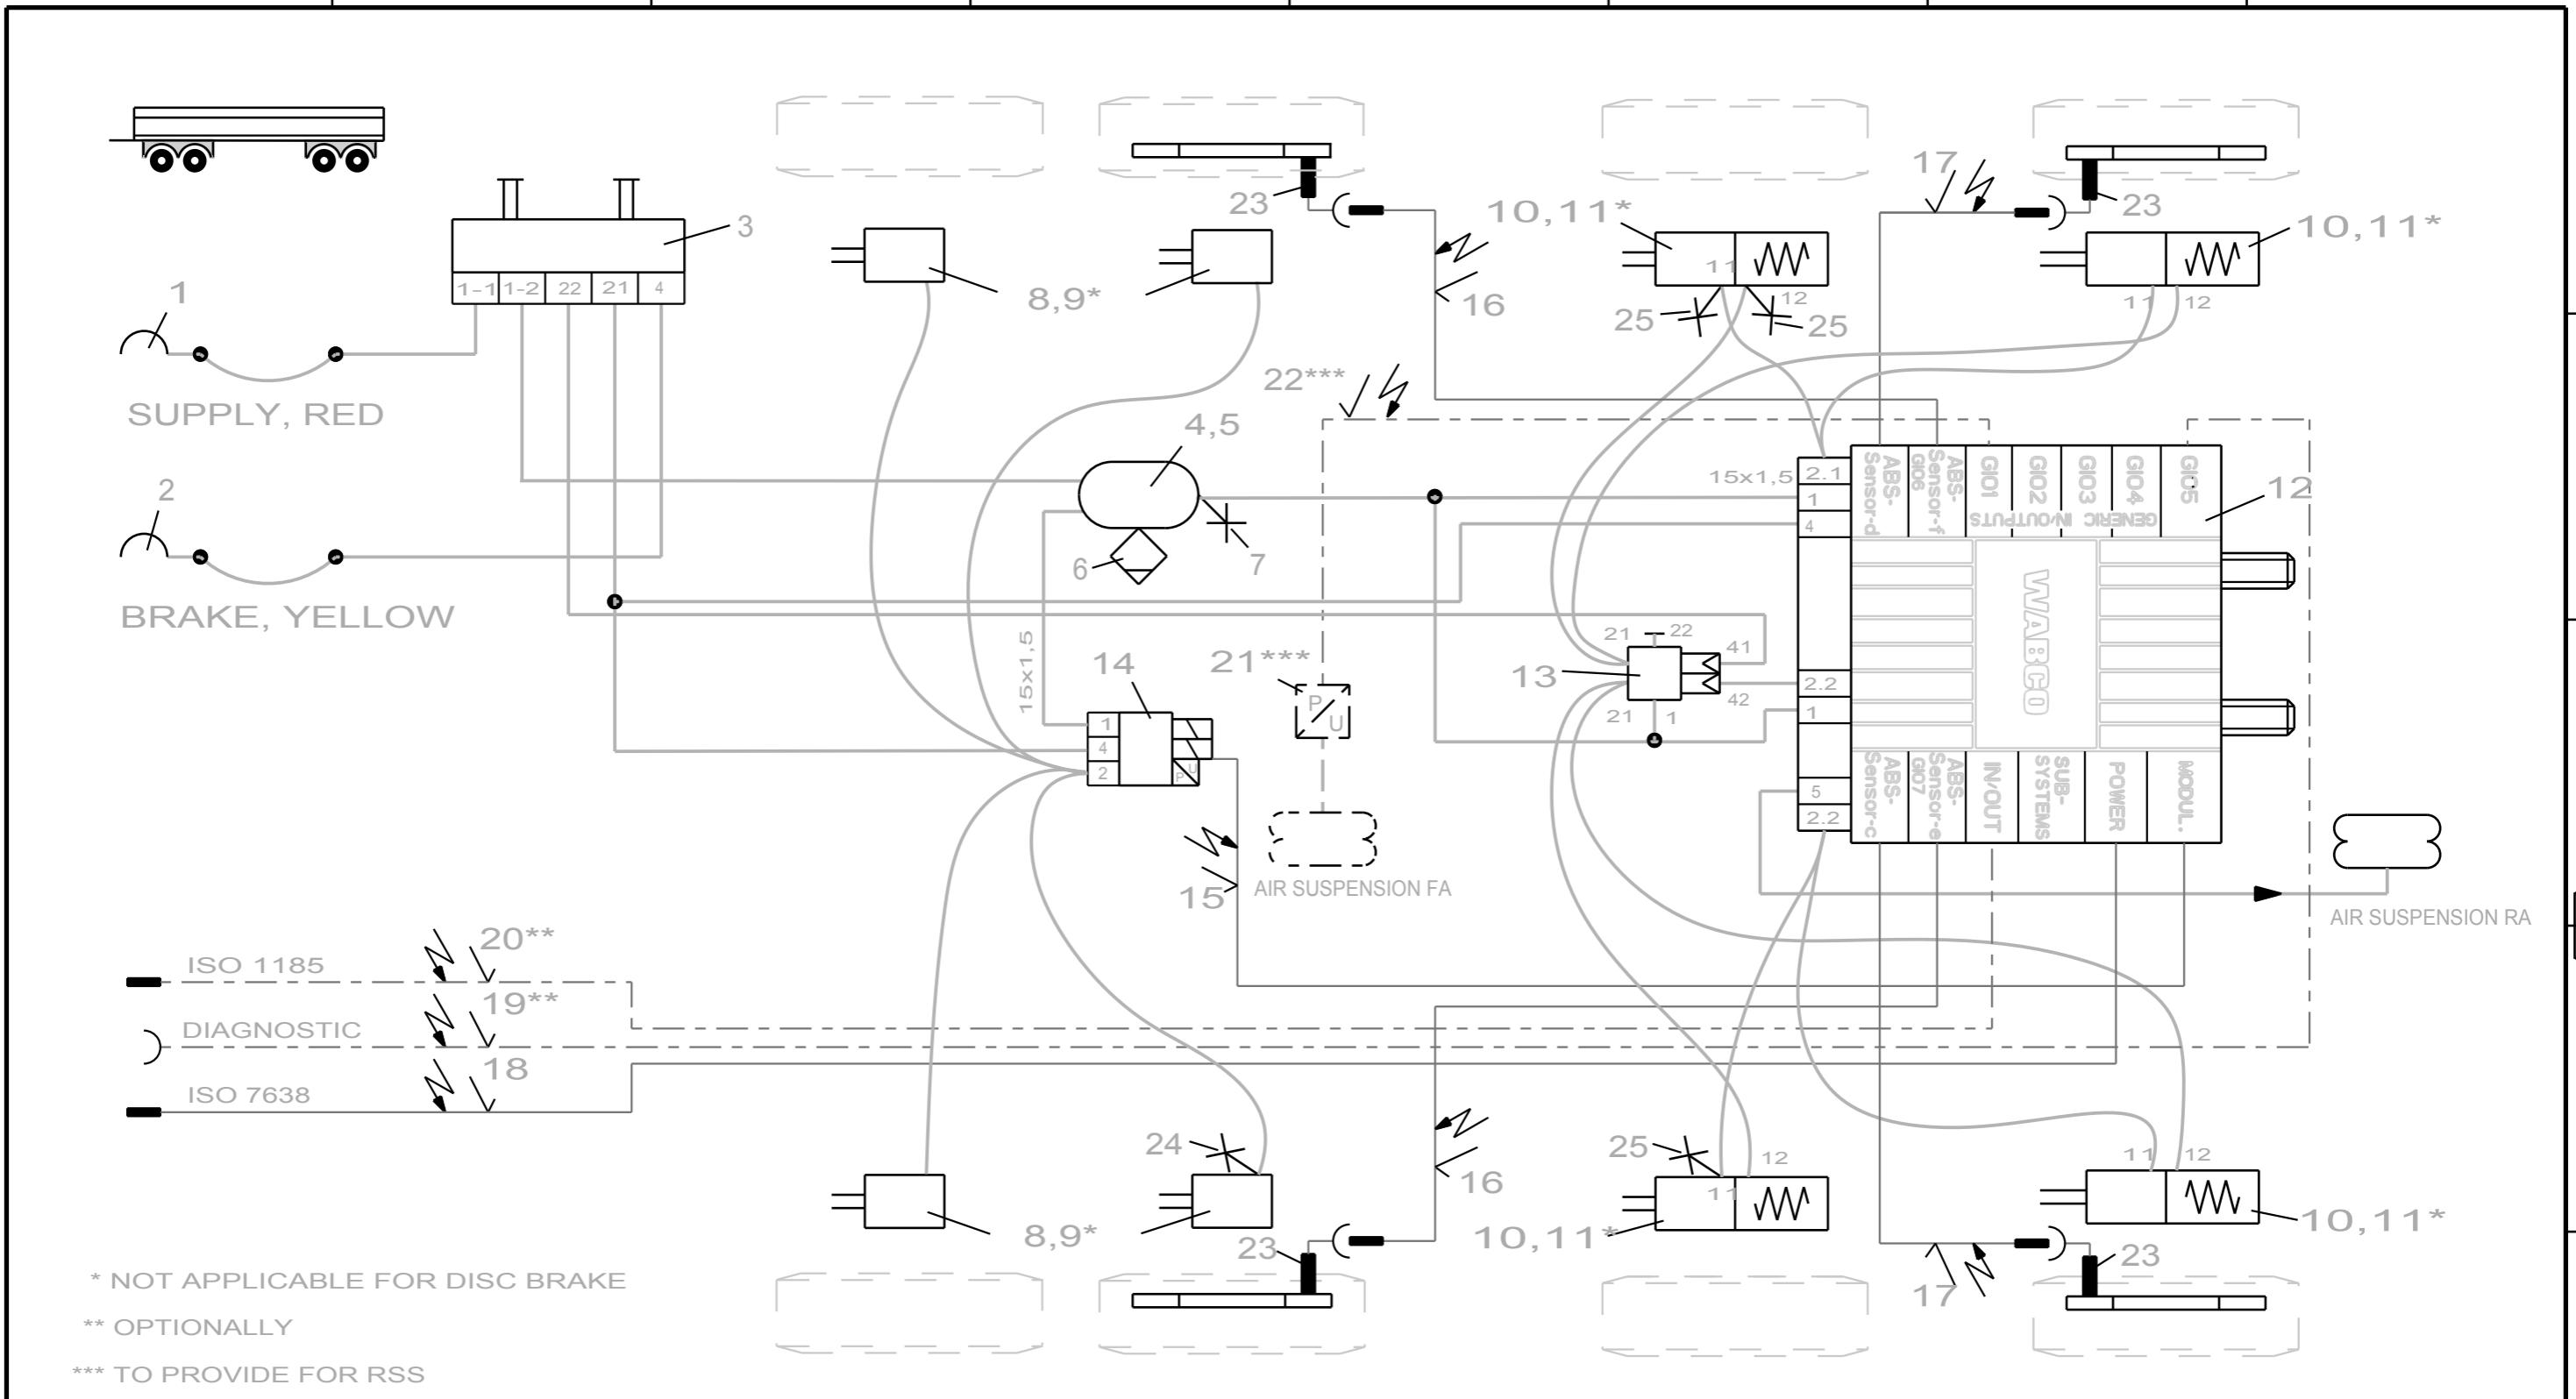 17
23
23
10,11*
10,11*
3
1-1
1-2
22
21
4
1
8,9*
16
11
12
25
25
11
12
SUPPLY, RED
22***
4,5
2
15x1,5
2.1
1
4
ABS-
Sensor-d
ABS-
Sensor-f
GIO6
GIO1
GIO2
GIO3
GIO4
GIO5
GENERIC IN/OUTPUTS
12
6
7
BRAKE, YELLOW
WABCO
15x1,5
14
21***
P
U
13
21
22
41
42
21
1
2.2
1
1
4
2
P
U
5
2.2
ABS-
Sensor-c
ABS-
Sensor-e
GIO7
IN/OUT
SUB-
SYSTEMS
POWER
MODUL.
15
AIR SUSPENSION FA
AIR SUSPENSION RA
20**
ISO 1185
19**
DIAGNOSTIC
18
ISO 7638
24
25
16
11
12
11
12
8,9*
23
10,11*
10,11*
17
23
* NOT APPLICABLE FOR DISC BRAKE
** OPTIONALLY
*** TO PROVIDE FOR RSS